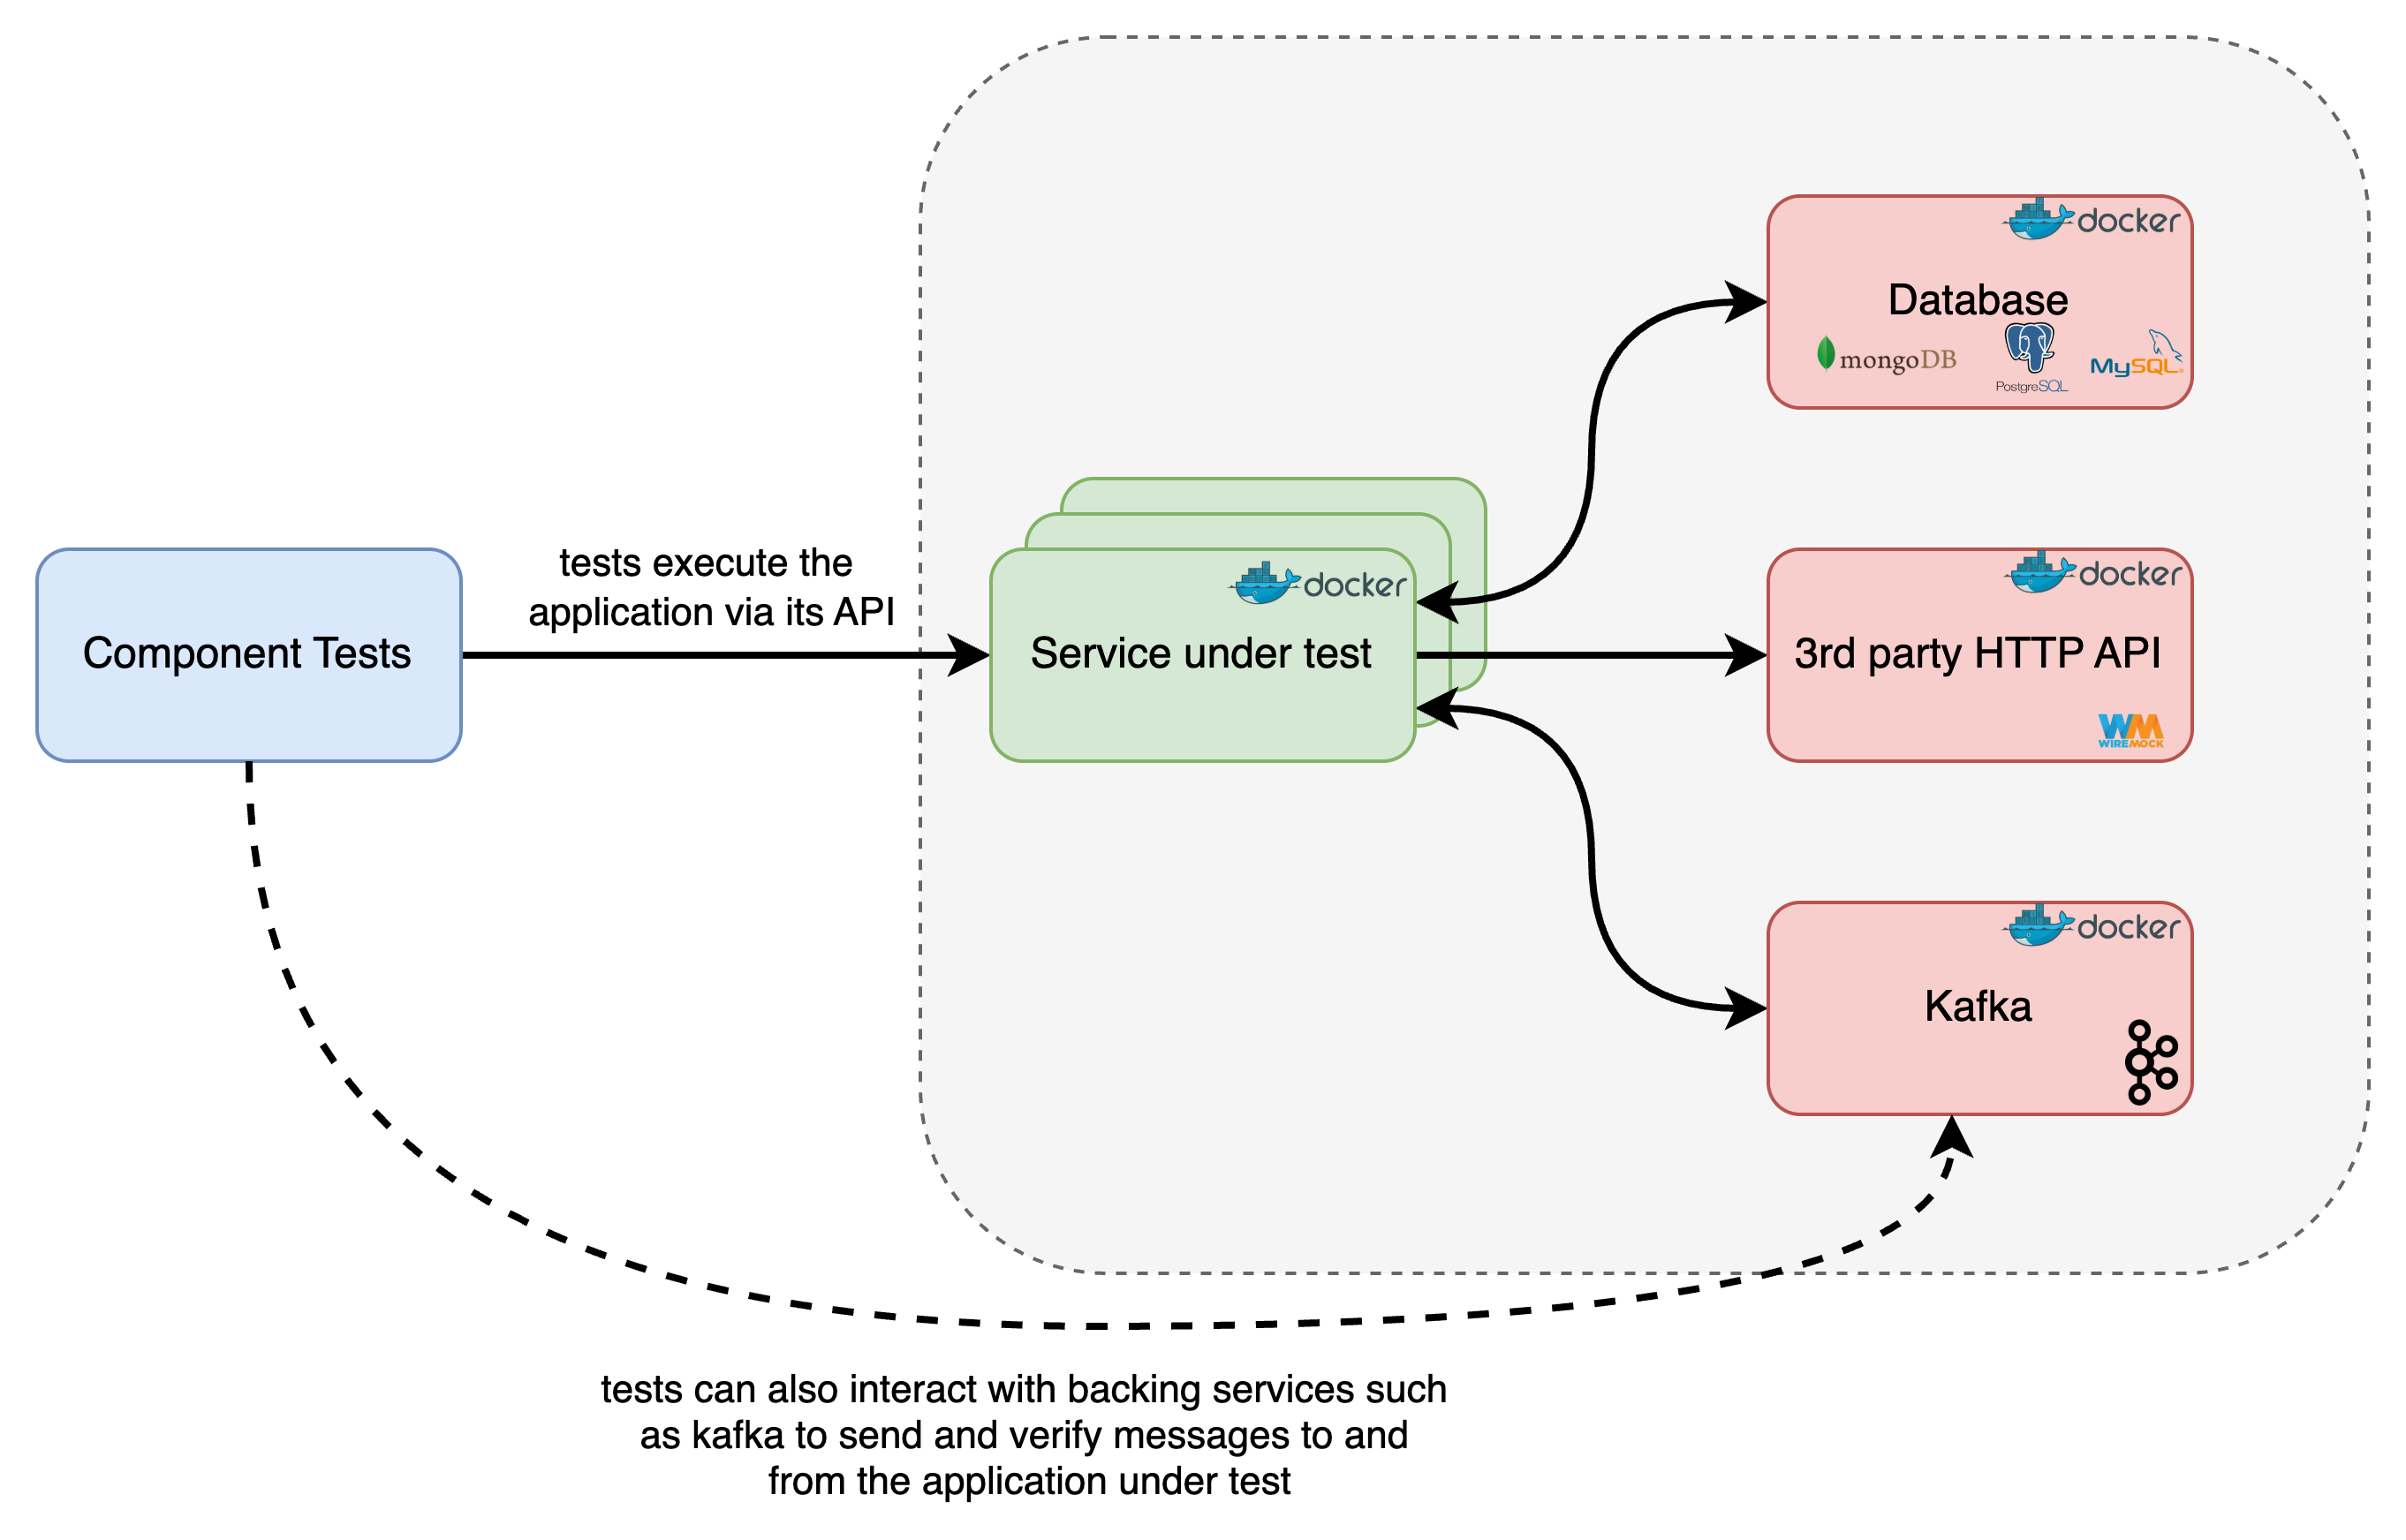 docker
Database
mongoDB
PostgreSQL
MySQL
tests execute the
application via its API
docker
docker
Component Tests
Service under test
3rd party HTTP API
WIREMOCK
docker
Kafka
tests can also interact with backing services such
as kafka to send and verify messages to and
from the application under test